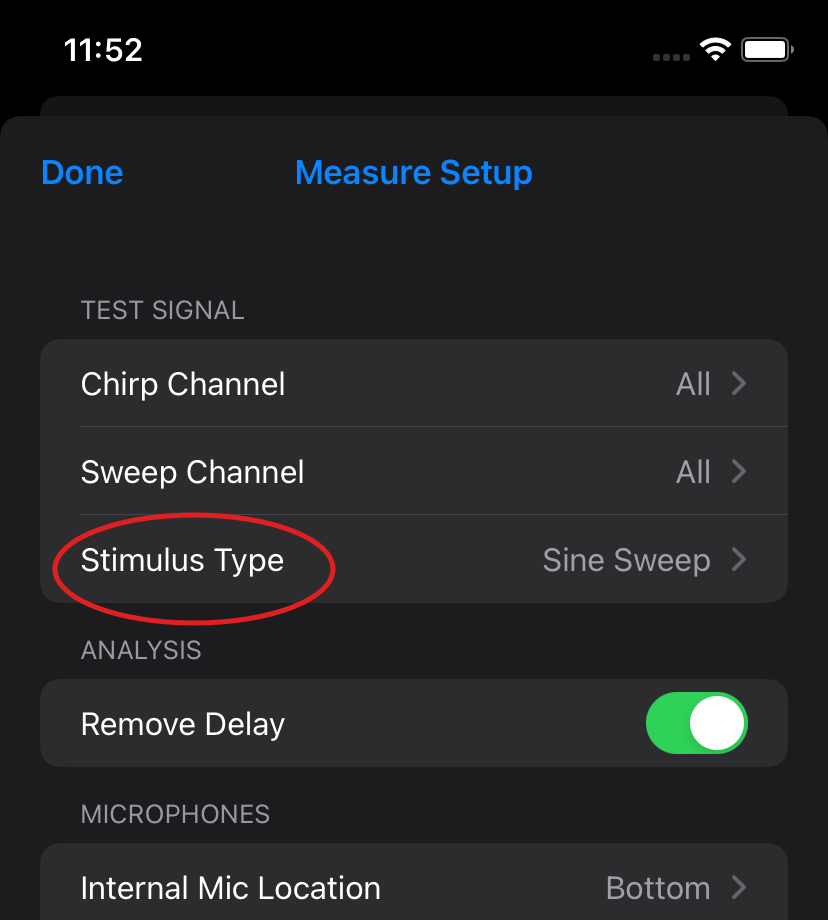 11:52
Done Measure Setup
TEST SIGNAL
Chirp Channel All
Sweep Channel All
Stimulus Type Sine Sweep
ANALYSIS
Remove Delay
MICROPHONES
Internal Mic Location Bottom